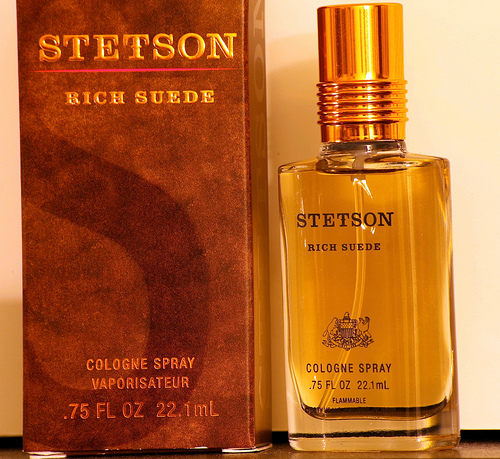 STETSON
RICH SUEDE
COLOGNE SPRAY
VAPORISATEUR
.75 FL OZ 22.1mL
STETSON
RICH SUEDE
COLOGNE SPRAY
.75 FL OZ 22.1mL
FLAMMABLE